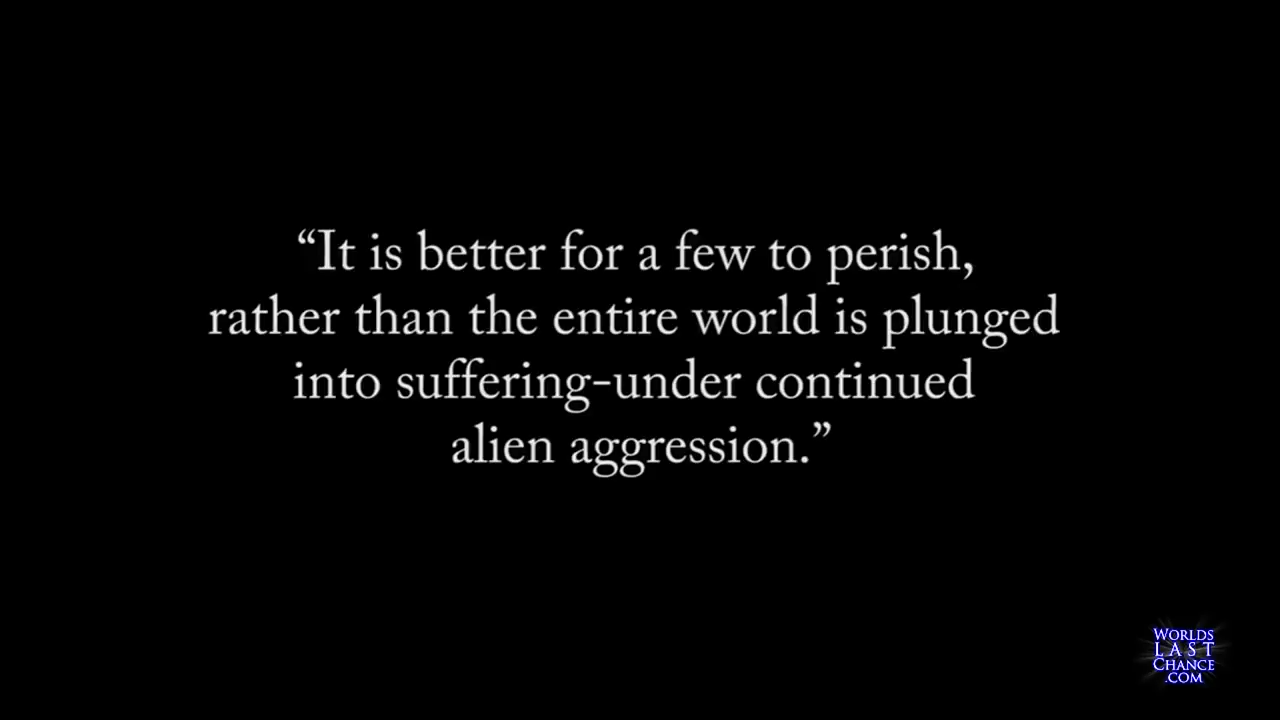 “It is better for a few to perish,
rather than the entire world is plunged
into suffering-under continued
alien aggression.”
WORLDS
LAST
CHANCE
.COM